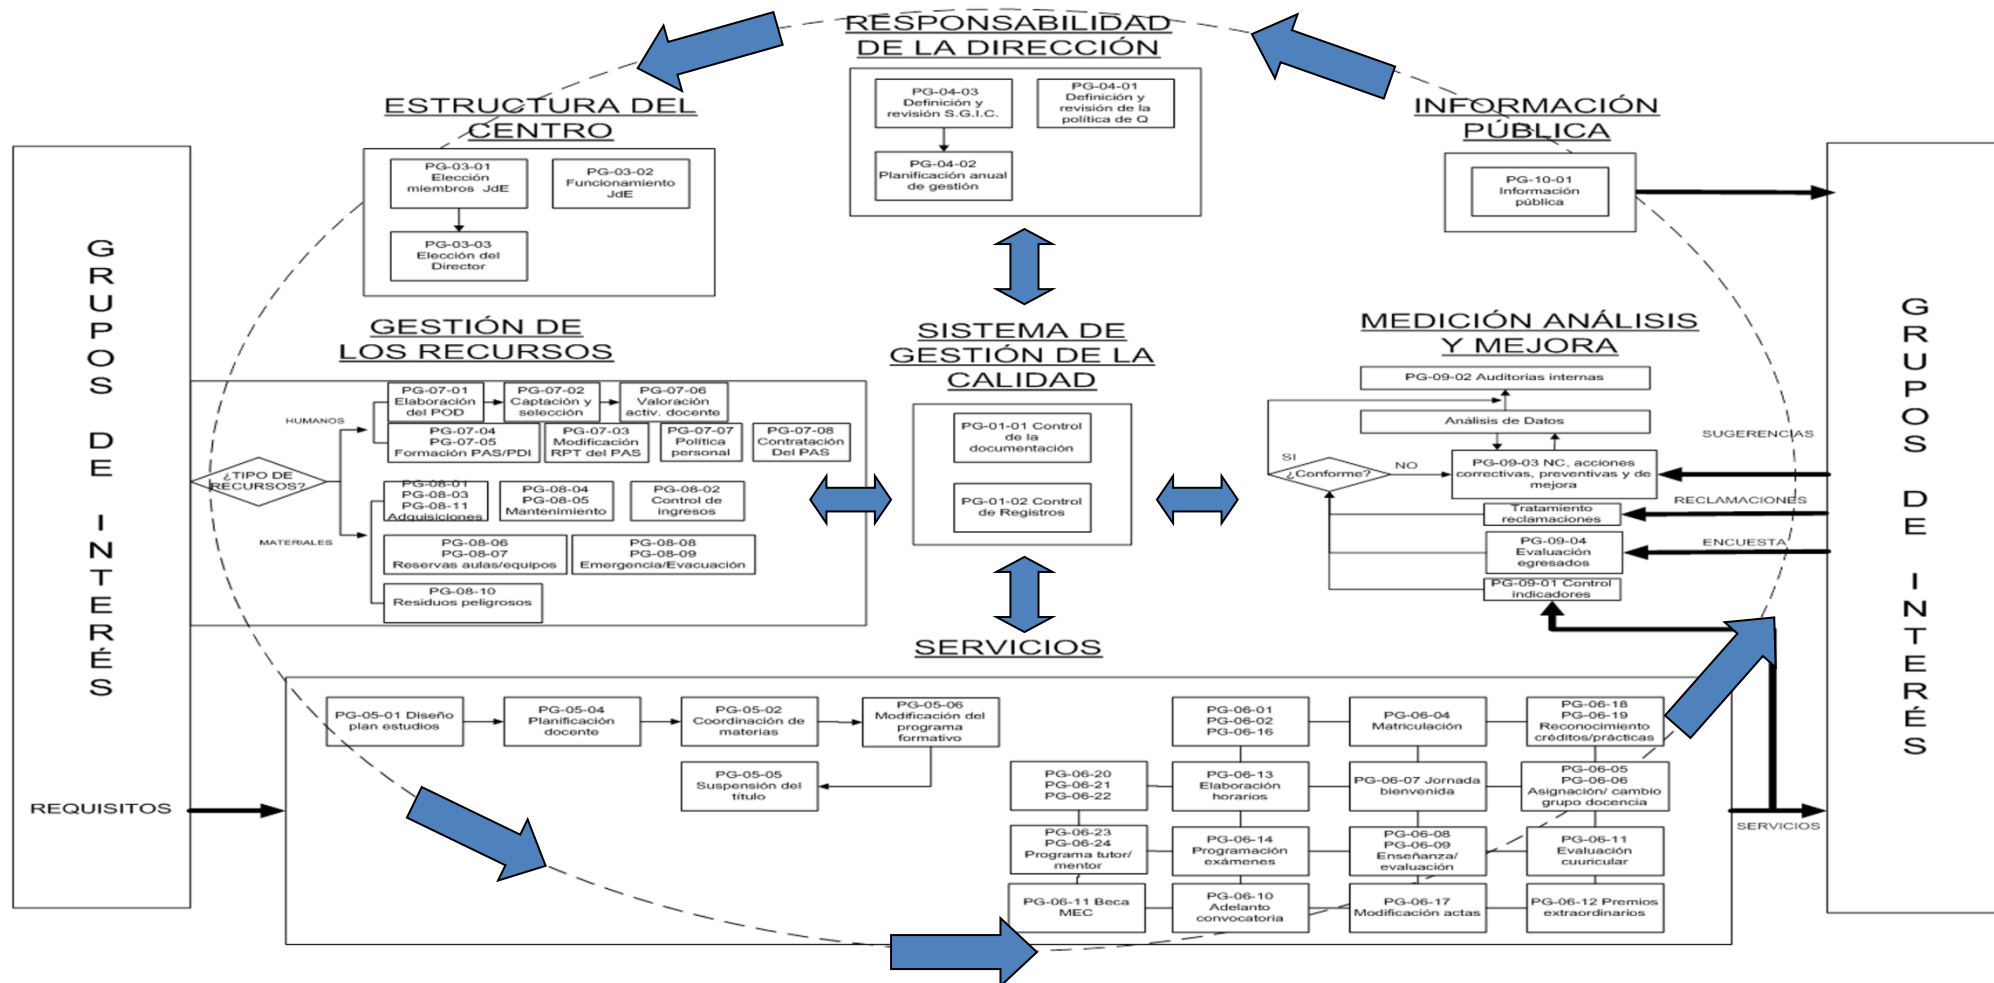 RESPONSABILIDAD
DE LA DIRECCIÓN
PG-04-03
Definición y
revisión S.G.I.C.
PG-04-01
Definición y
revisión de la
política de Q
PG-04-02
Planificación anual
de gestión
ESTRUCTURA DEL
CENTRO
PG-03-01
Elección
miembros JdE
PG-03-02
Funcionamiento
JdE
PG-03-03
Elección del
Director
INFORMACIÓN
PÚBLICA
PG-10-01
Información
pública
GRUPOS DE INTERÉS
REQUISITOS
GESTIÓN DE
LOS RECURSOS
¿TIPO DE
RECURSOS?
HUMANOS
PG-07-01
Elaboración
del POD
PG-07-02
Captación y
selección
PG-07-06
Valoración
activ. docente
PG-07-04
PG-07-05
Formación PAS/PDI
PG-07-03
Modificación
RPT del PAS
PG-07-07
Política
personal
PG-07-08
Contratación
Del PAS
MATERIALES
PG-08-01
PG-08-03
PG-08-11
Adquisiciones
PG-08-04
PG-08-05
Mantenimiento
PG-08-02
Control de
ingresos
PG-08-06
PG-08-07
Reservas aulas/equipos
PG-08-08
PG-08-09
Emergencia/Evacuación
PG-08-10
Residuos peligrosos
SISTEMA DE
GESTIÓN DE LA
CALIDAD
PG-01-01 Control
de la
documentación
PG-01-02 Control
de Registros
MEDICIÓN ANÁLISIS
Y MEJORA
PG-09-02 Auditorias internas
Análisis de Datos
SI
¿Conforme?
NO
PG-09-03 NC, acciones
correctivas, preventivas y de
mejora
Tratamiento
reclamaciones
PG-09-04
Evaluación
egresados
PG-09-01 Control
indicadores
SUGERENCIAS
RECLAMACIONES
ENCUESTA
GRUPOS DE INTERÉS
SERVICIOS
PG-05-01 Diseño
plan estudios
PG-05-04
Planificación
docente
PG-05-02
Coordinación de
materias
PG-05-06
Modificación del
programa
formativo
PG-05-05
Suspensión del
título
PG-06-01
PG-06-02
PG-06-16
PG-06-04
Matriculación
PG-06-18
PG-06-19
Reconocimiento
créditos/prácticas
PG-06-20
PG-06-21
PG-06-22
PG-06-13
Elaboración
horarios
PG-06-07 Jornada
bienvenida
PG-06-05
PG-06-06
Asignación/ cambio
grupo docencia
PG-06-23
PG-06-24
Programa tutor/
mentor
PG-06-14
Programación
exámenes
PG-06-08
PG-06-09
Enseñanza/
evaluación
PG-06-11
Evaluación
cuuricular
PG-06-11 Beca
MEC
PG-06-10
Adelanto
convocatoria
PG-06-17
Modificación actas
PG-06-12 Premios
extraordinarios
SERVICIOS